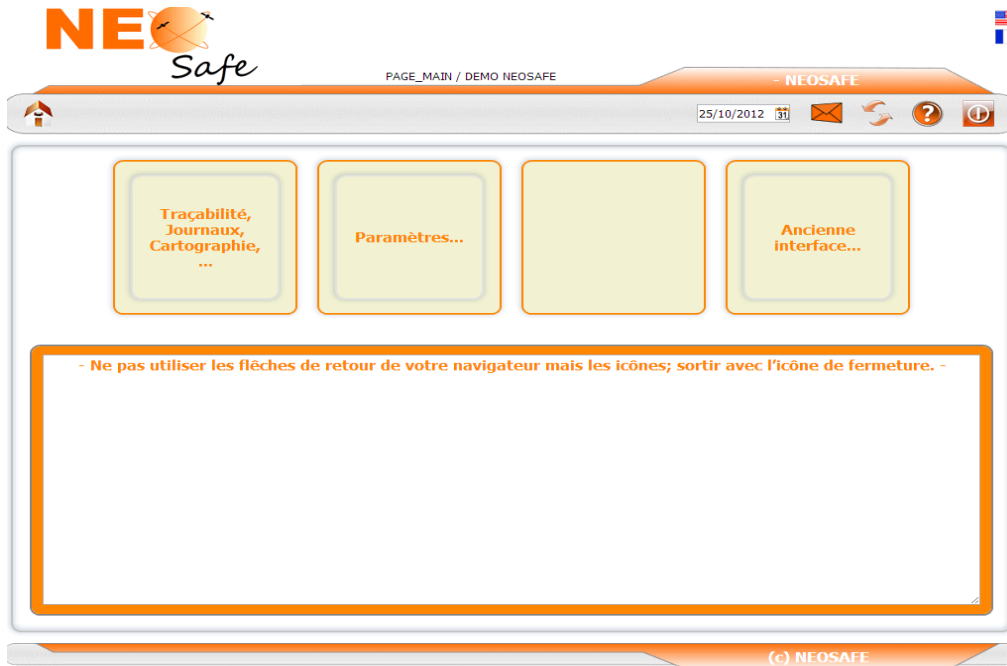 NEO
Safe
PAGE_MAIN / DEMO NEOSAFE
- NEOSAFE
25/10/2012
31
?
Traçabilité,
Journaux,
Cartographie,
...
Paramètres...
Ancienne
interface...
- Ne pas utiliser les flêches de retour de votre navigateur mais les icônes; sortir avec l’icône de fermeture. -
(c) NEOSAFE